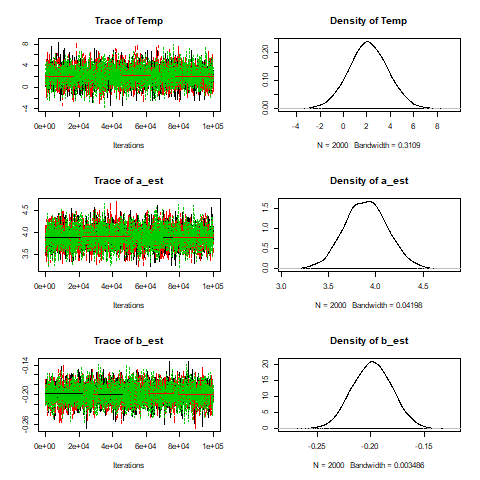 Trace of Temp
8
4
0
-4
0e+00 2e+04 4e+04 6e+04 8e+04 1e+05
Iterations
Density of Temp
0.20
0.10
0.00
-4 -2 0 2 4 6 8
N = 2000 Bandwidth = 0.3109
Trace of a_est
4.5
4.0
3.5
0e+00 2e+04 4e+04 6e+04 8e+04 1e+05
Iterations
Density of a_est
1.5
1.0
0.5
0.0
3.0 3.5 4.0 4.5
N = 2000 Bandwidth = 0.04198
Trace of b_est
-0.14
-0.20
-0.26
0e+00 2e+04 4e+04 6e+04 8e+04 1e+05
Iterations
Density of b_est
20
15
10
5
0
-0.25 -0.20 -0.15
N = 2000 Bandwidth = 0.003486